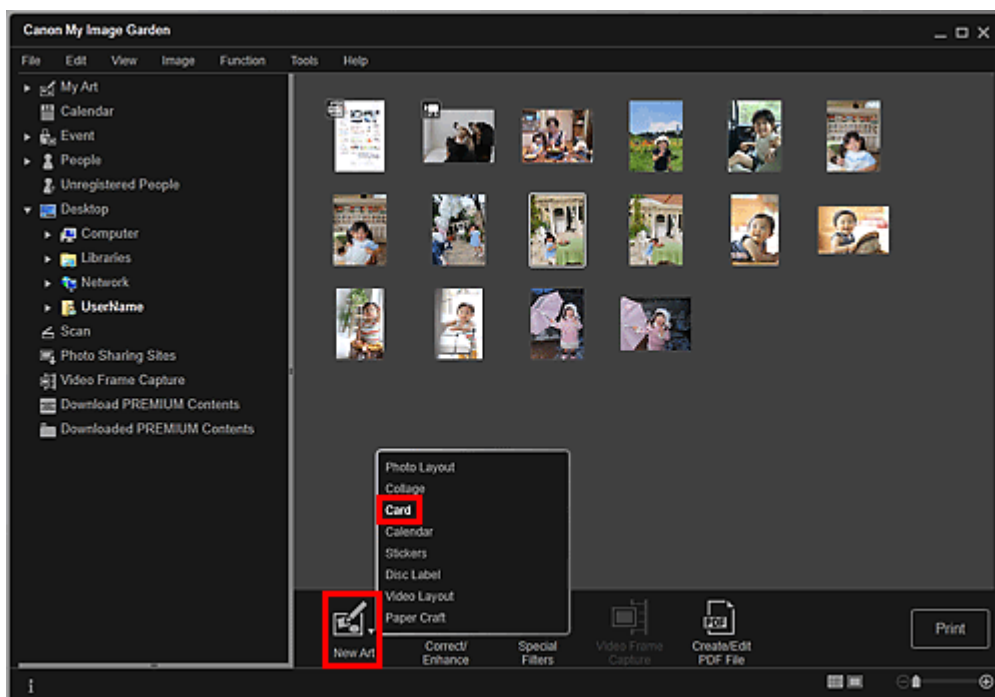 Canon My Image Garden
File Edit View Image Function Tools Help
My Art
Calendar
Event
People
Unregistered People
Desktop
Computer
Libraries
Network
UserName
Scan
Photo Sharing Sites
Video Frame Capture
Download PREMIUM Contents
Downloaded PREMIUM Contents
Photo Layout
Collage
Card
Calendar
Stickers
Disc Label
Video Layout
Paper Craft
New Art
Correct/
Enhance
Special
Filters
Video Frame
Capture
PDF
Create/Edit
PDF File
Print